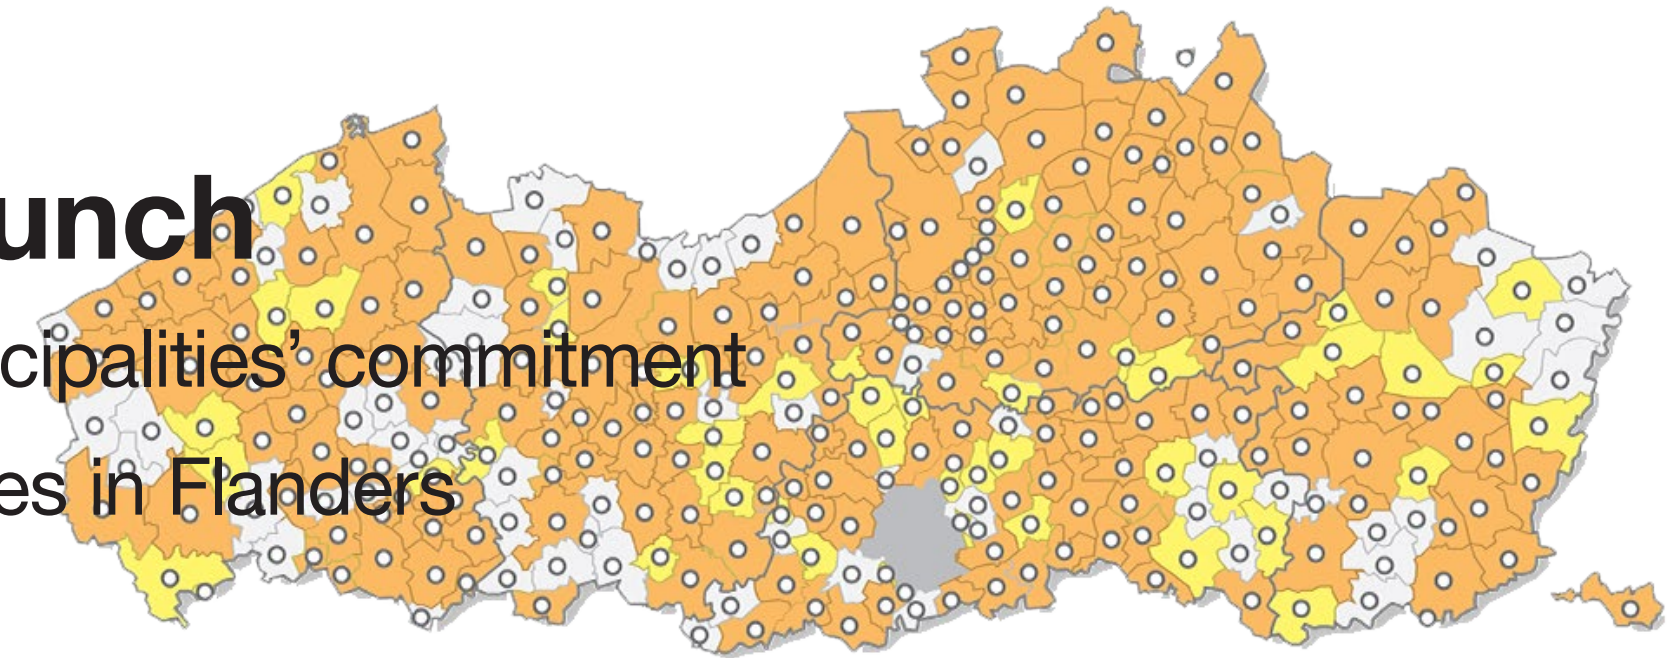 unch
cipalities’ commitment
es in Flanders